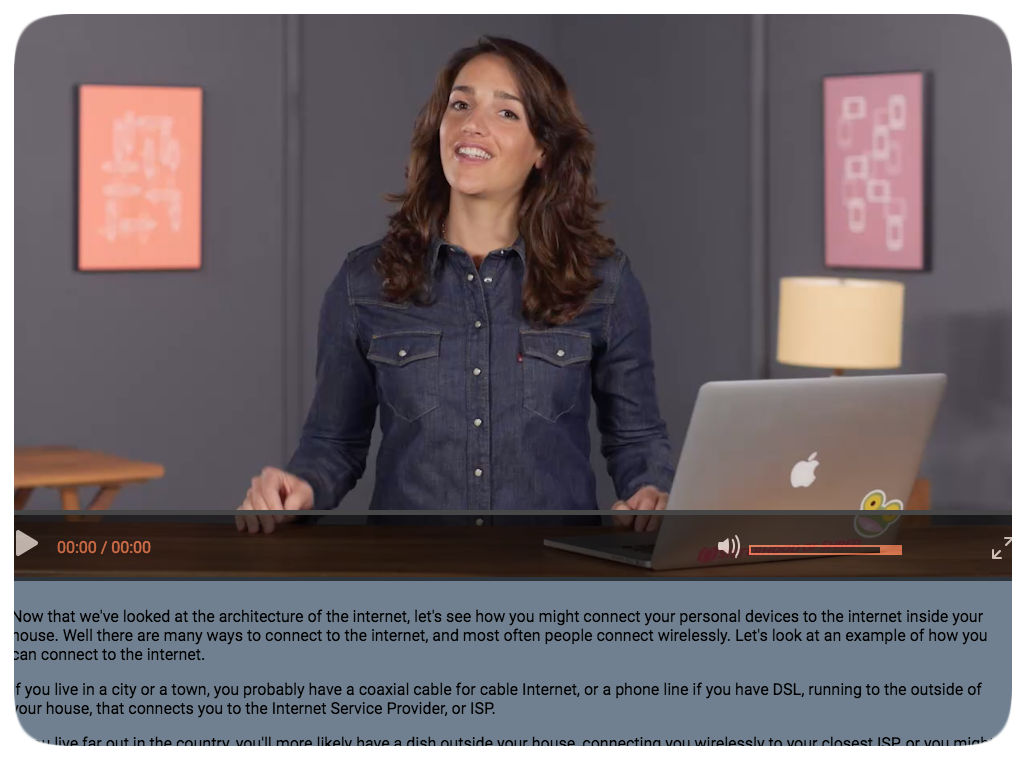 00:00 / 00:00
Now that we've looked at the architecture of the internet, let's see how you might connect your personal devices to the internet inside your
house. Well there are many ways to connect to the internet, and most often people connect wirelessly. Let's look at an example of how you
can connect to the internet.
If you live in a city or a town, you probably have a coaxial cable for cable Internet, or a phone line if you have DSL, running to the outside of
your house, that connects you to the Internet Service Provider, or ISP.
live far out in the country, you'll more likely have a dish outside your house, connecting you wirelessly to your closest ISP, or you might